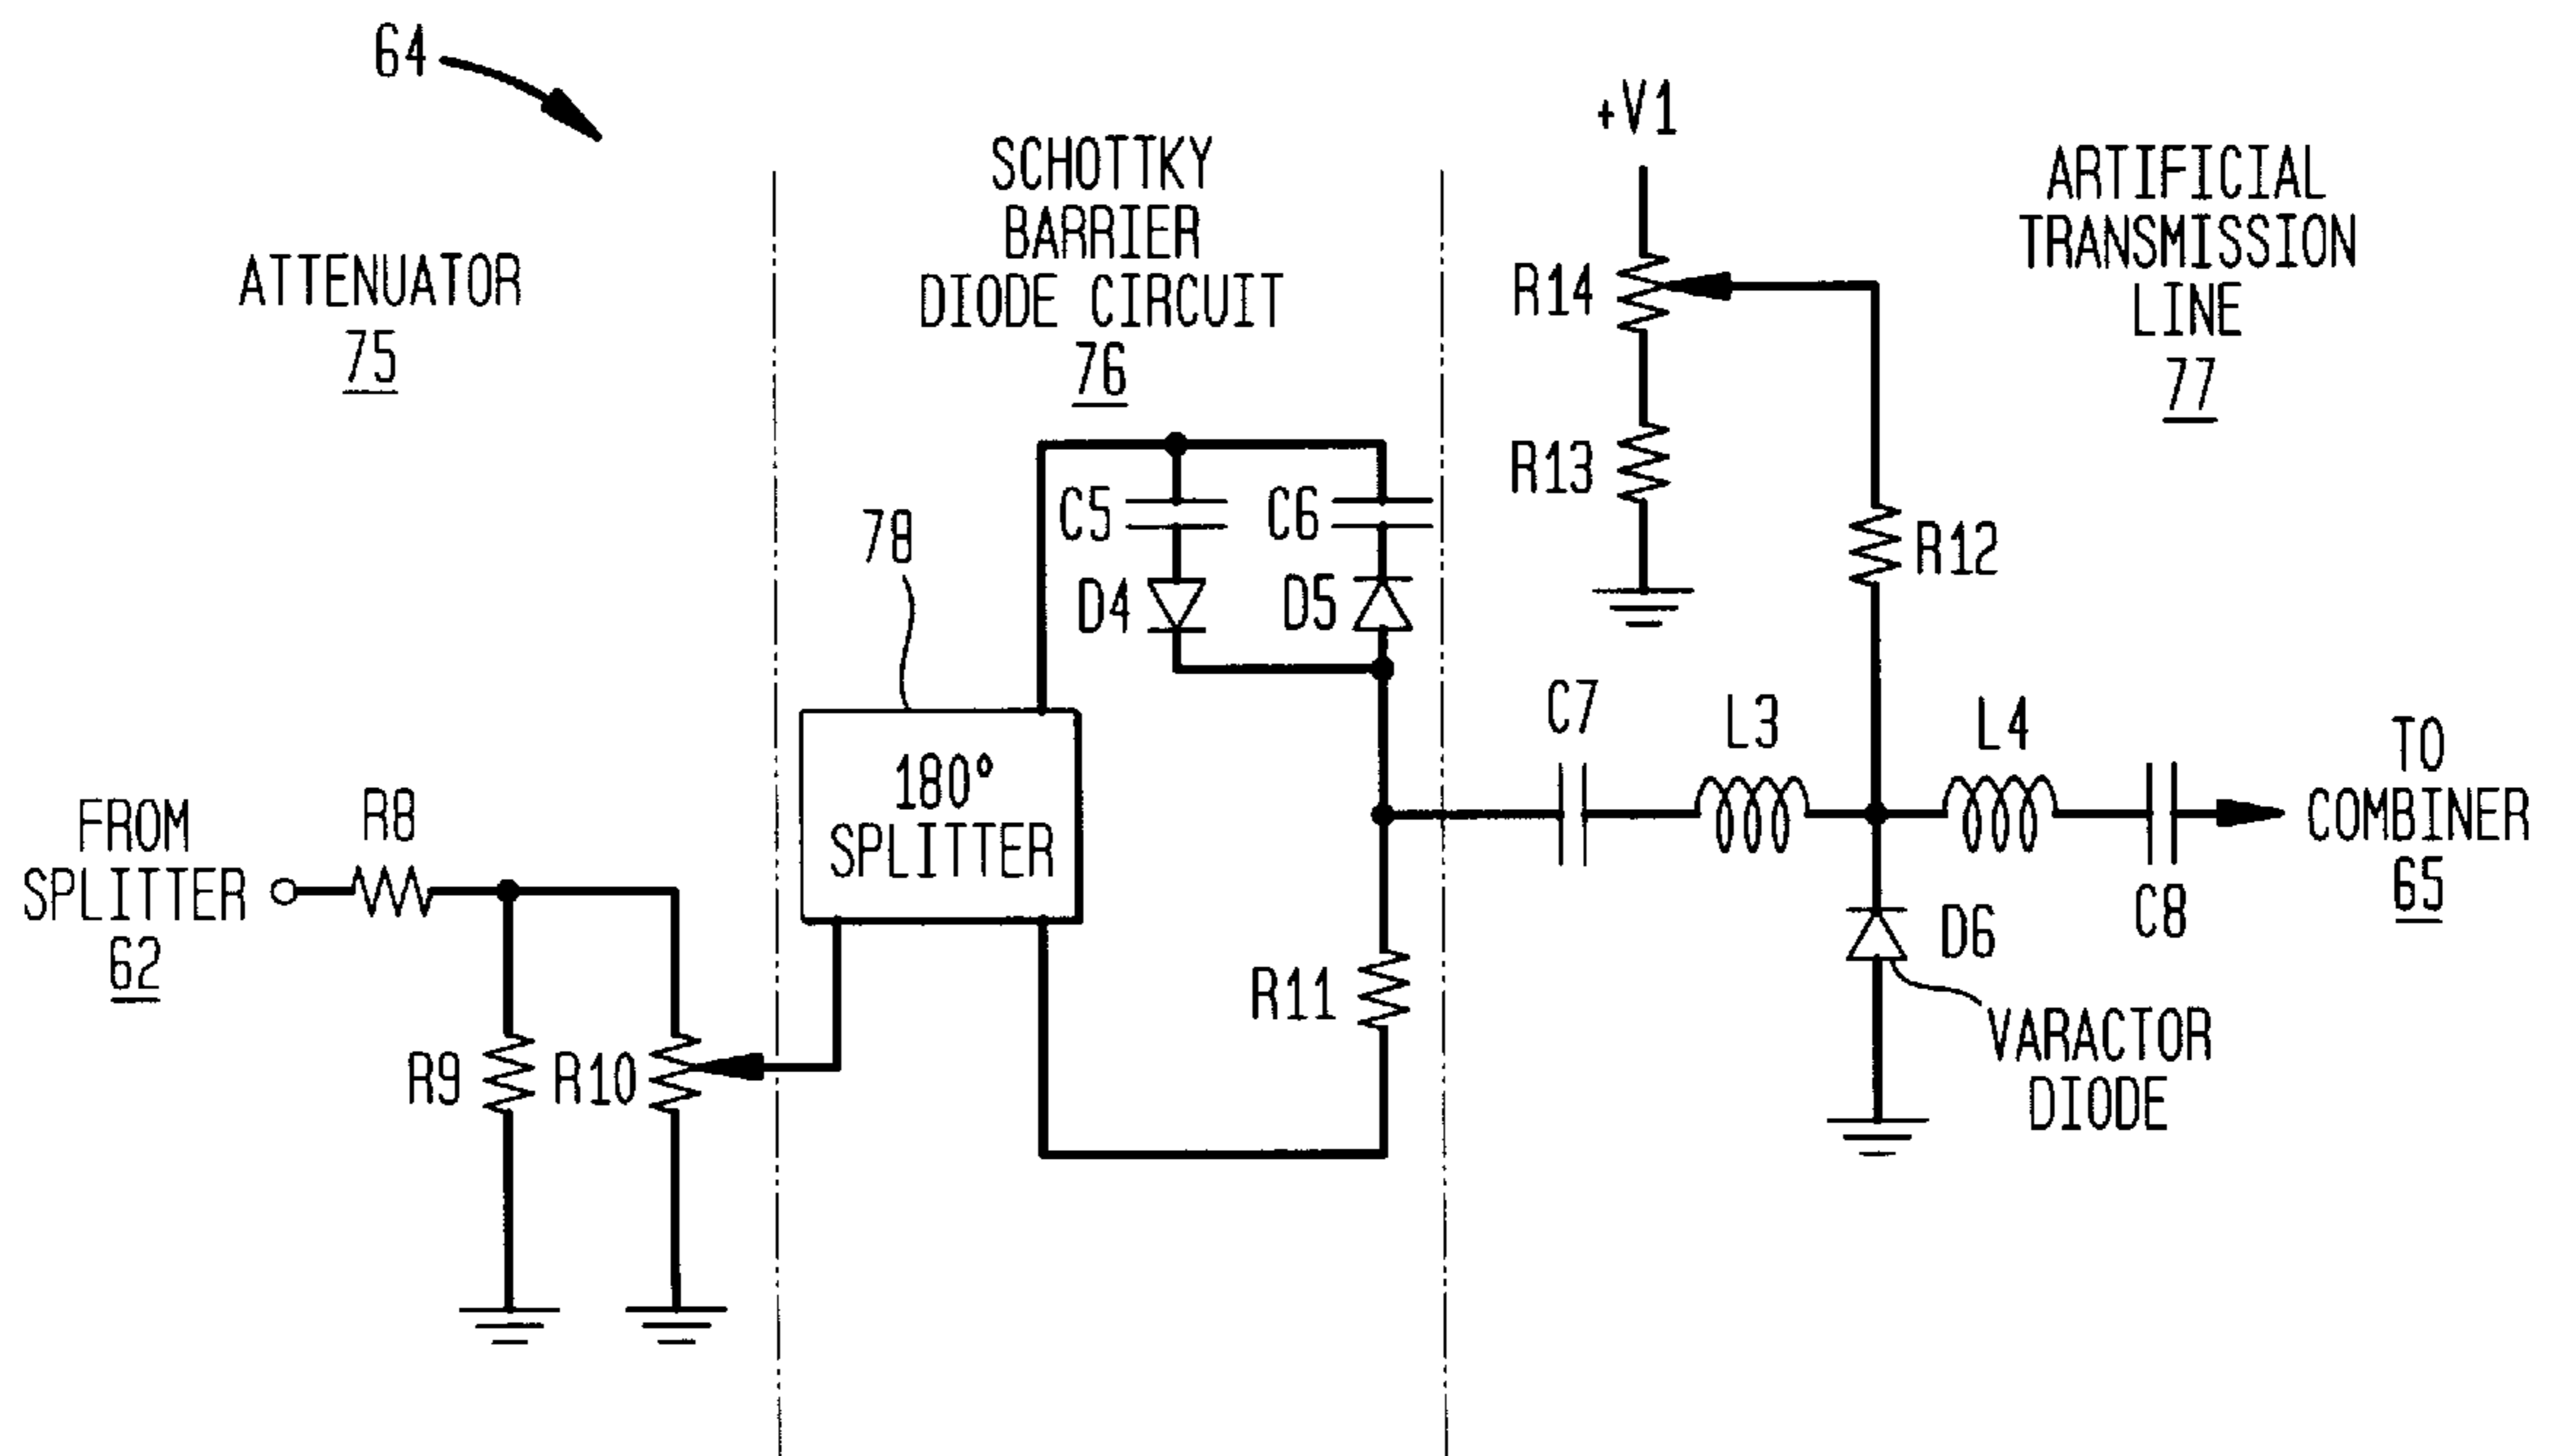 64
ATTENUATOR
75
SCHOTTKY
BARRIER
DIODE CIRCUIT
76
+V1
ARTIFICIAL
TRANSMISSION
LINE
77
R14
R13
R12
C5
C6
D4
D5
78
180°
SPLITTER
FROM
SPLITTER
62
R8
R9
R10
R11
C7
L3
L4
C8
D6
VARACTOR
DIODE
TO
COMBINER
65